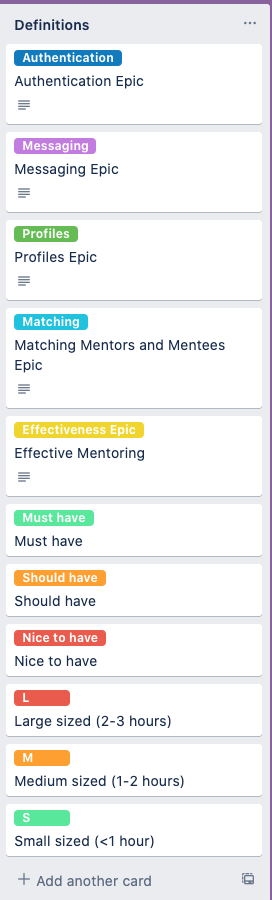 Definitions
Authentication
Authentication Epic
Messaging
Messaging Epic
Profiles
Profiles Epic
Matching
Matching Mentors and Mentees
Epic
Effectiveness Epic
Effective Mentoring
Must have
Must have
Should have
Should have
Nice to have
Nice to have
L
Large sized (2-3 hours)
M
Medium sized (1-2 hours)
S
Small sized (<1 hour)
Add another card